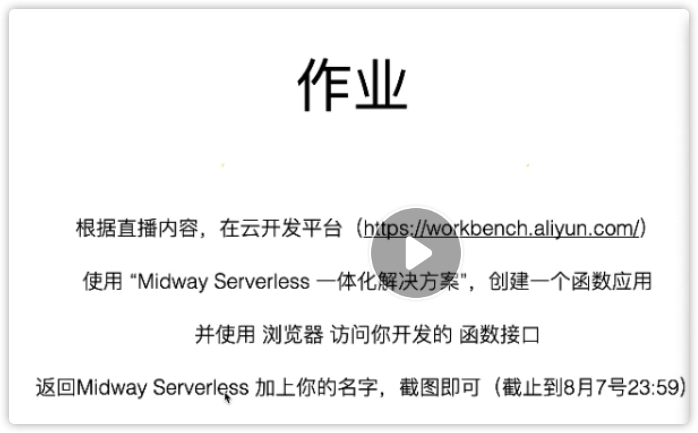 作业
根据直播内容，在云开发平台（https://workbench.aliyun.com/）
使用 “Midway Serverless 一体化解决方案”，创建一个函数应用
并使用 浏览器 访问你开发的 函数接口
返回Midway Serverless 加上你的名字，截图即可（截止到8月7号23:59）